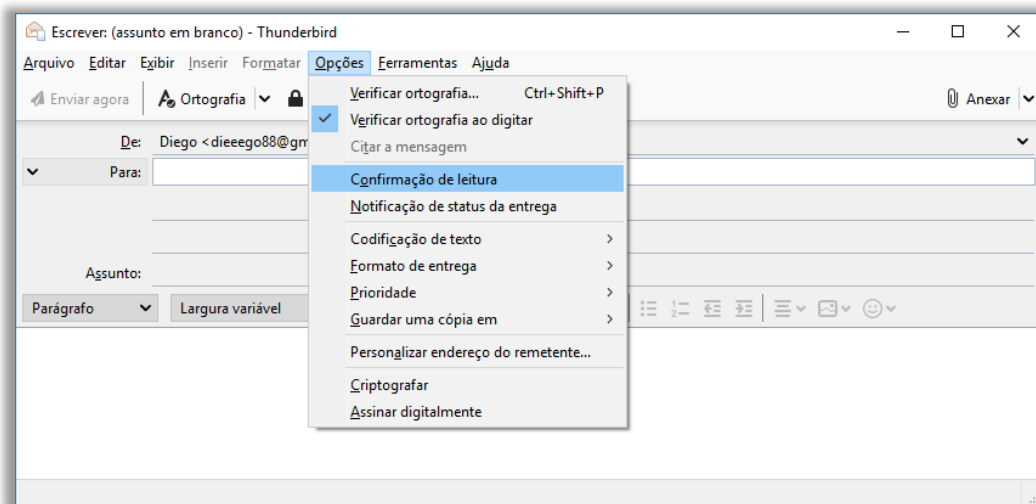 Escrever: (assunto em branco) - Thunderbird
Arquivo Editar Exibir Inserir Formatar Opções Ferramentas Ajuda
Enviar agora Ortografia Anexar
Verificar ortografia... Ctrl+Shift+P
Verificar ortografia ao digitar
Citar a mensagem
Confirmação de leitura
Notificação de status da entrega
Codificação de texto
Formato de entrega
Prioridade
Guardar uma cópia em
Personalizar endereço do remetente...
Criptografar
Assinar digitalmente
De: Diego <dieeego88@gm
Para:
Assunto:
Parágrafo Largura variável